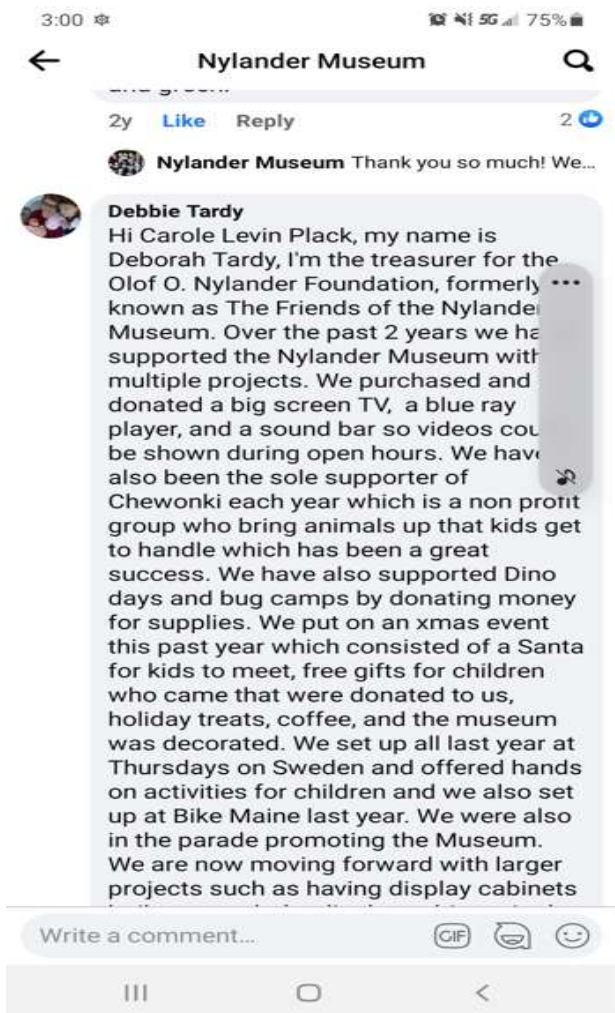 3:00 5G 75%
Nylander Museum
2y Like Reply 2
Nylander Museum Thank you so much! We...
Debbie Tardy
Hi Carole Levin Plack, my name is
Deborah Tardy, I'm the treasurer for the
Olof O. Nylander Foundation, formerly
known as The Friends of the Nylande
Museum. Over the past 2 years we ha
supported the Nylander Museum with
multiple projects. We purchased and
donated a big screen TV, a blue ray
player, and a sound bar so videos cou
be shown during open hours. We have
also been the sole supporter of
Chewonki each year which is a non profit
group who bring animals up that kids get
to handle which has been a great
success. We have also supported Dino
days and bug camps by donating money
for supplies. We put on an xmas event
this past year which consisted of a Santa
for kids to meet, free gifts for children
who came that were donated to us,
holiday treats, coffee, and the museum
was decorated. We set up all last year at
Thursdays on Sweden and offered hands
on activities for children and we also set
up at Bike Maine last year. We were also
in the parade promoting the Museum.
We are now moving forward with larger
projects such as having display cabinets
Write a comment... GIF